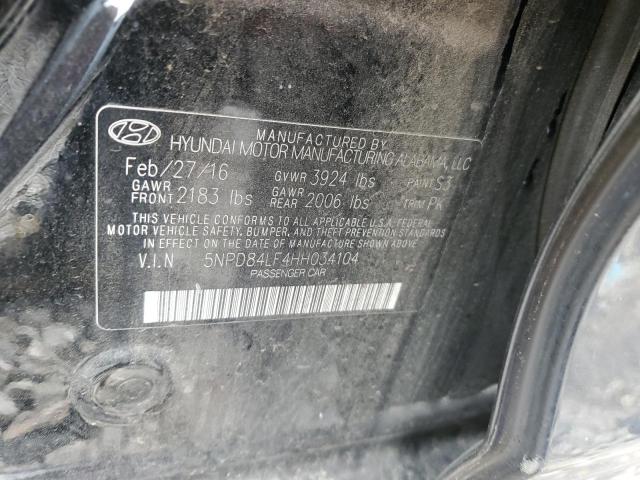 MANUFACTURED BY
HYUNDAI MOTOR MANUFACTURING ALABAMA, LLC
Feb/27/16 GVWR 3924 lbs PAINT S3
GAWR FRONT 2183 lbs GAWR REAR 2006 lbs TRIM PK
THIS VEHICLE CONFORMS TO ALL APPLICABLE U.S.A. FEDERAL
MOTOR VEHICLE SAFETY, BUMPER, AND THEFT PREVENTION STANDARDS
IN EFFECT ON THE DATE OF MANUFACTURE SHOWN ABOVE.
V.I.N 5NPD84LF4HH034104
PASSENGER CAR